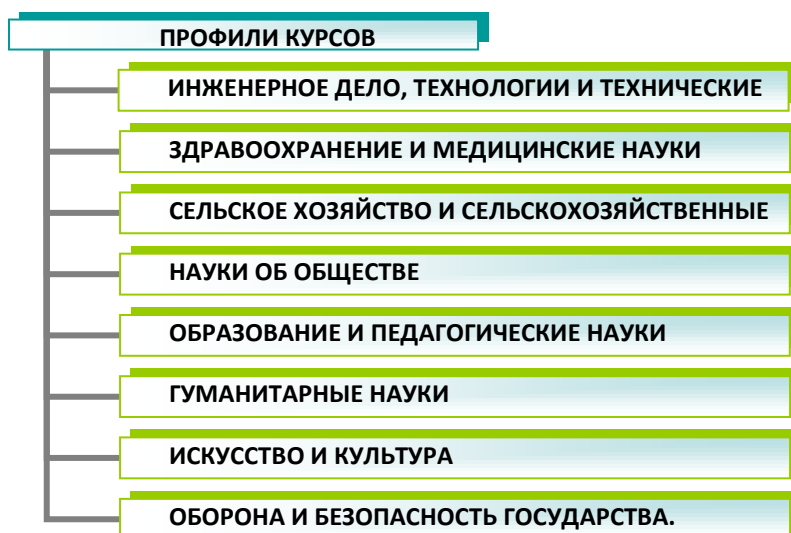 ПРОФИЛИ КУРСОВ
ИНЖЕНЕРНОЕ ДЕЛО, ТЕХНОЛОГИИ И ТЕХНИЧЕСКИЕ
ЗДРАВООХРАНЕНИЕ И МЕДИЦИНСКИЕ НАУКИ
СЕЛЬСКОЕ ХОЗЯЙСТВО И СЕЛЬСКОХОЗЯЙСТВЕННЫЕ
НАУКИ ОБ ОБЩЕСТВЕ
ОБРАЗОВАНИЕ И ПЕДАГОГИЧЕСКИЕ НАУКИ
ГУМАНИТАРНЫЕ НАУКИ
ИСКУССТВО И КУЛЬТУРА
ОБОРОНА И БЕЗОПАСНОСТЬ ГОСУДАРСТВА.